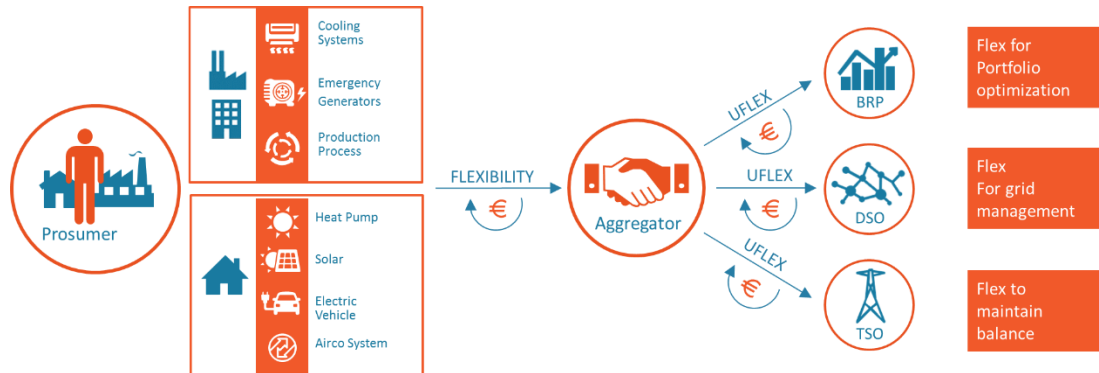 Prosumer
Cooling
Systems
Emergency
Generators
Production
Process
Heat Pump
Solar
Electric
Vehicle
Airco System
FLEXIBILITY
€
Aggregator
UFLEX
€
BRP
Flex for
Portfolio
optimization
UFLEX
€
DSO
Flex
For grid
management
UFLEX
€
TSO
Flex to
maintain
balance